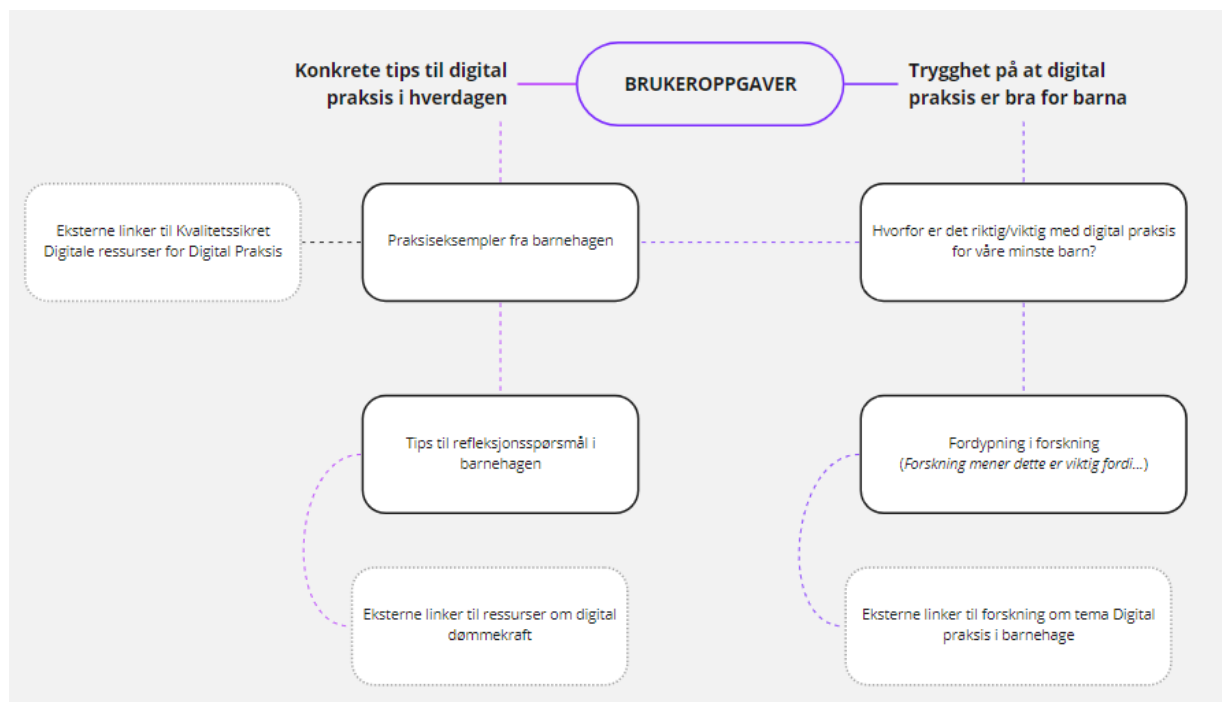 Konkrete tips til digital
praksis i hverdagen
BRUKEROPPGAVER
Trygghet på at digital
praksis er bra for barna
Eksterne linker til Kvalitetssikret
Digitale ressurser for Digital Praksis
Praksiseksempler fra barnehagen
Hvorfor er det riktig/viktig med digital praksis
for våre minste barn?
Tips til refleksjonsspørsmål i
barnehagen
Fordypning i forskning
(Forskning mener dette er viktig fordi...)
Eksterne linker til ressurser om digital
dømmekraft
Eksterne linker til forskning om tema Digital
praksis i barnehage